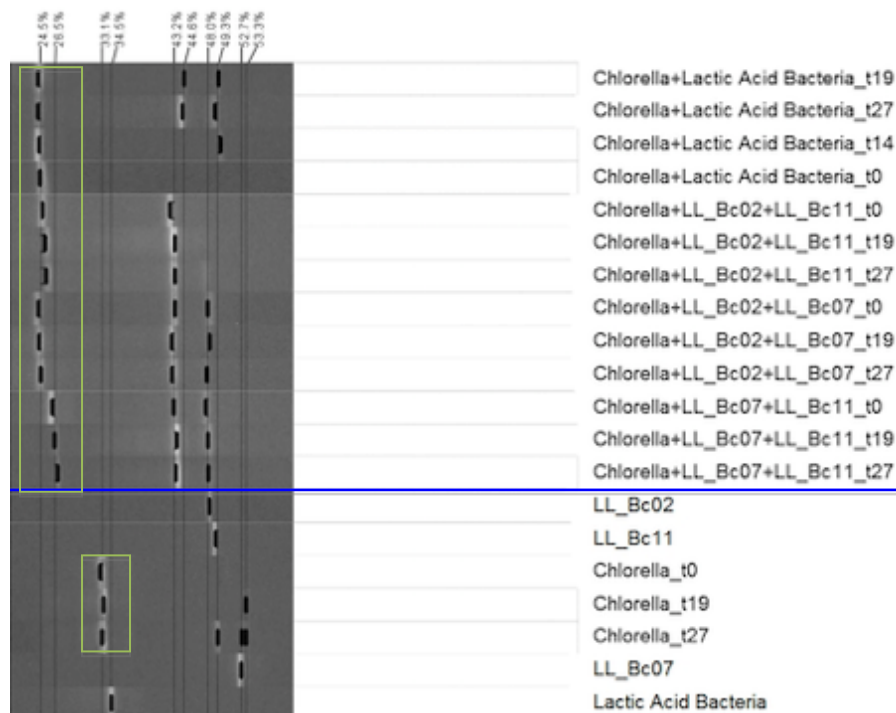 24.5%
26.5%
33.1%
34.5%
43.2%
44.6%
48.0%
49.3%
52.7%
53.3%
Chlorella+Lactic Acid Bacteria_t19
Chlorella+Lactic Acid Bacteria_t27
Chlorella+Lactic Acid Bacteria_t14
Chlorella+Lactic Acid Bacteria_t0
Chlorella+LL_Bc02+LL_Bc11_t0
Chlorella+LL_Bc02+LL_Bc11_t19
Chlorella+LL_Bc02+LL_Bc11_t27
Chlorella+LL_Bc02+LL_Bc07_t0
Chlorella+LL_Bc02+LL_Bc07_t19
Chlorella+LL_Bc02+LL_Bc07_t27
Chlorella+LL_Bc07+LL_Bc11_t0
Chlorella+LL_Bc07+LL_Bc11_t19
Chlorella+LL_Bc07+LL_Bc11_t27
LL_Bc02
LL_Bc11
Chlorella_t0
Chlorella_t19
Chlorella_t27
LL_Bc07
Lactic Acid Bacteria